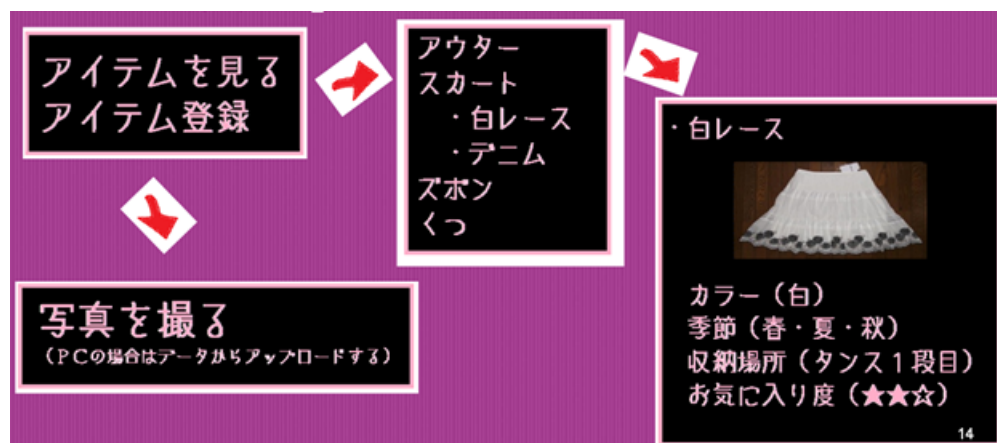 アイテムを見る
アイテム登録
アウター
スカート
・白レース
・デニム
ズボン
くつ
・白レース
カラー（白）
季節（春・夏・秋）
収納場所（タンス１段目）
お気に入り度（★★☆）
写真を撮る
（ＰＣの場合はデータからアップロードする）
14